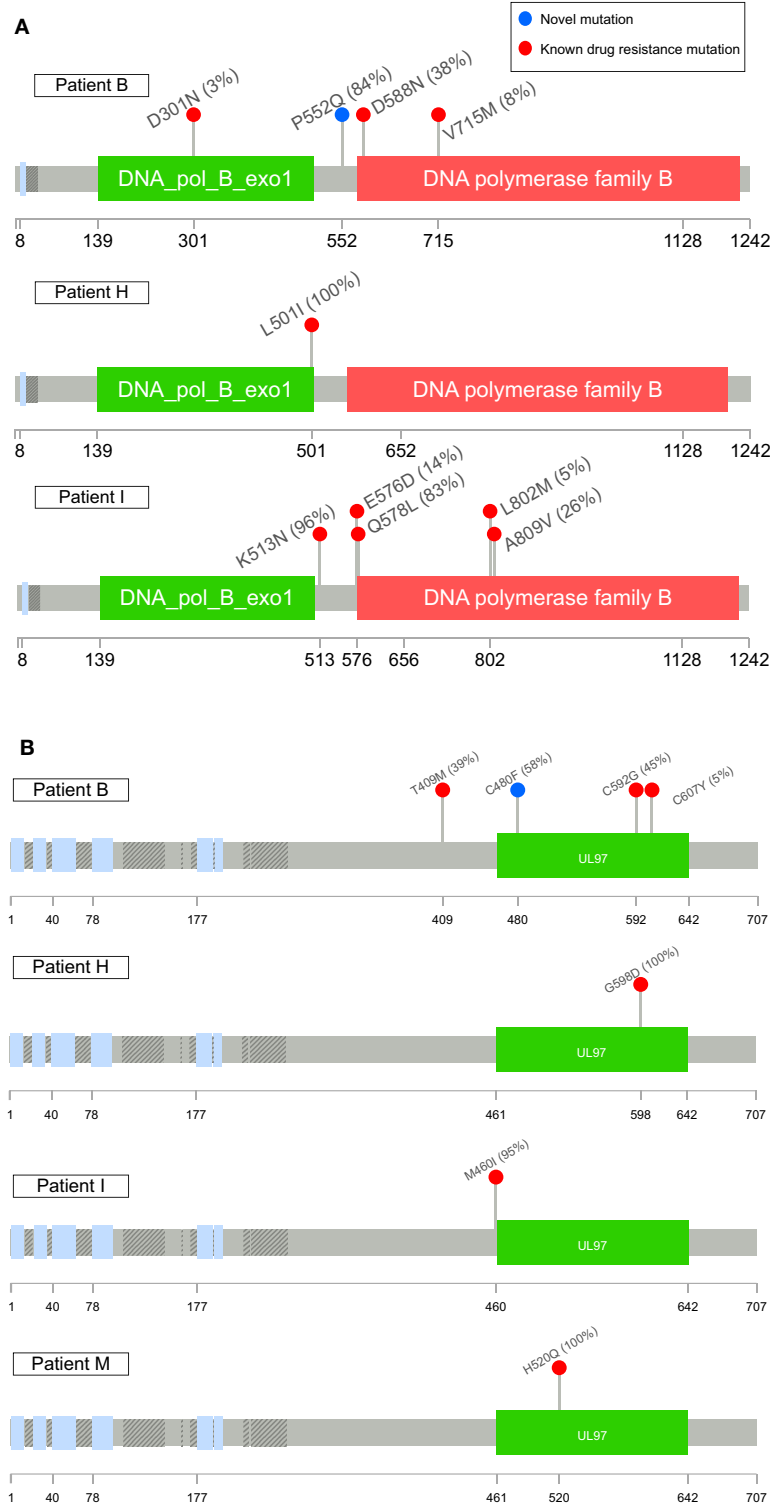 A
Novel mutation
Known drug resistance mutation
Patient B
D301N (3%)
P552Q (84%)
D588N (38%)
V715M (8%)
DNA_pol_B_exo1
DNA polymerase family B
8 139 301 552 715 1128 1242
Patient H
L501I (100%)
DNA_pol_B_exo1
DNA polymerase family B
8 139 501 652 1128 1242
Patient I
K513N (96%)
E576D (14%)
Q578L (83%)
L802M (5%)
A809V (26%)
DNA_pol_B_exo1
DNA polymerase family B
8 139 513 576 656 802 1128 1242
B
Patient B
T409M (39%)
C480F (58%)
C592G (45%)
C607Y (5%)
UL97
1 40 78 177 409 480 592 642 707
Patient H
G598D (100%)
UL97
1 40 78 177 461 598 642 707
Patient I
M460I (95%)
UL97
1 40 78 177 460 642 707
Patient M
H520Q (100%)
UL97
1 40 78 177 461 520 642 707